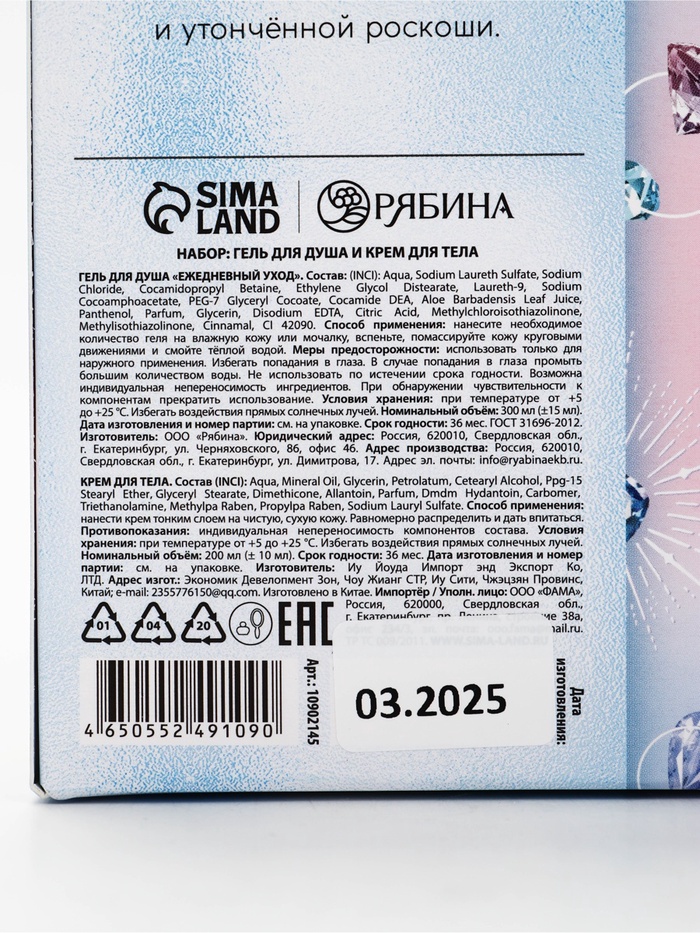 и утончённой роскоши.
SIMA LAND
РЯБИНА
НАБОР: ГЕЛЬ ДЛЯ ДУША И КРЕМ ДЛЯ ТЕЛА
ГЕЛЬ ДЛЯ ДУША «ЕЖЕДНЕВНЫЙ УХОД». Состав: (INCI): Aqua, Sodium Laureth Sulfate, Sodium
Chloride, Cocamidopropyl Betaine, Ethylene Glycol Distearate, Laureth-9, Sodium
Cocoamphoacetate, PEG-7 Glyceryl Cocoate, Cocamide DEA, Aloe Barbadensis Leaf Juice,
Panthenol, Parfum, Glycerin, Disodium EDTA, Citric Acid, Methylchloroisothiazolinone,
Methylisothiazolinone, Cinnamal, CI 42090. Способ применения: нанесите необходимое
количество геля на влажную кожу или мочалку, вспеньте, помассируйте кожу круговыми
движениями и смойте тёплой водой. Меры предосторожности: использовать только для
наружного применения. Избегать попадания в глаза. В случае попадания в глаза промыть
большим количеством воды. Не использовать по истечении срока годности. Возможна
индивидуальная непереносимость ингредиентов. При обнаружении чувствительности к
компонентам прекратить использование. Условия хранения: при температуре от +5
до +25 °С. Избегать воздействия прямых солнечных лучей. Номинальный объём: 300 мл (±15 мл).
Дата изготовления и номер партии: см. на упаковке. Срок годности: 36 мес. ГОСТ 31696-2012.
Изготовитель: ООО «Рябина». Юридический адрес: Россия, 620010, Свердловская обл.,
г. Екатеринбург, ул. Черняховского, 86, офис 46. Адрес производства: Россия, 620010,
Свердловская обл., г. Екатеринбург, ул. Димитрова, 17. Адрес эл. почты: info@ryabinaekb.ru.
КРЕМ ДЛЯ ТЕЛА. Состав (INCI): Aqua, Mineral Oil, Glycerin, Petrolatum, Cetearyl Alcohol, Ppg-15
Stearyl Ether, Glyceryl Stearate, Dimethicone, Allantoin, Parfum, Dmdm Hydantoin, Carbomer,
Triethanolamine, Methylpa Raben, Propylpa Raben, Sodium Lauryl Sulfate. Способ применения:
нанести крем тонким слоем на чистую, сухую кожу. Равномерно распределить и дать впитаться.
Противопоказания: индивидуальная непереносимость компонентов состава. Условия
хранения: при температуре от +5 до +25 °С. Избегать воздействия прямых солнечных лучей.
Номинальный объём: 200 мл (± 10 мл). Срок годности: 36 мес. Дата изготовления и номер
партии: см. на упаковке. Изготовитель: Иу Йоуда Импорт энд Экспорт Ко,
ЛТД. Адрес изгот.: Экономик Девелопмент Зон, Чоу Жианг СТР, Иу Сити, Чжэцзян Провинс,
Китай; e-mail: 2355776150@qq.com. Изготовлено в Китае. Импортёр / Уполн. лицо: ООО «ФАМА»,
Россия, 620000, Свердловская обл.,
г. Екатеринбург, 38а,
01 04 20 EAC
4 650552 491090
Арт.: 10902145
03.2025
Дата изготовления: